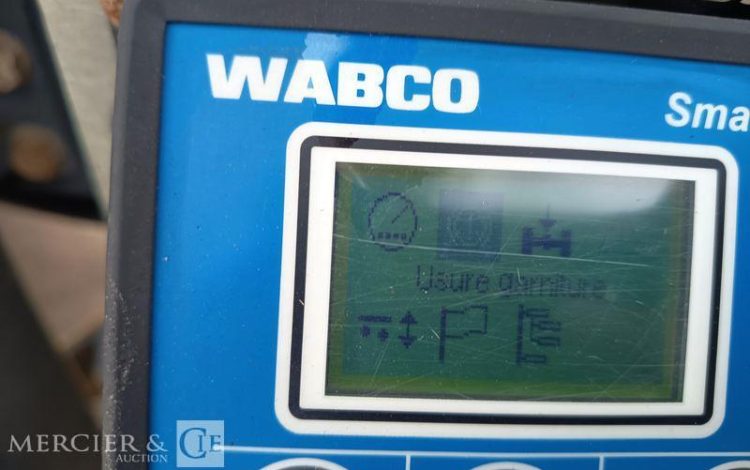 WABCO
Sma
Usure garniture
MERCIER & CIE
AUCTION